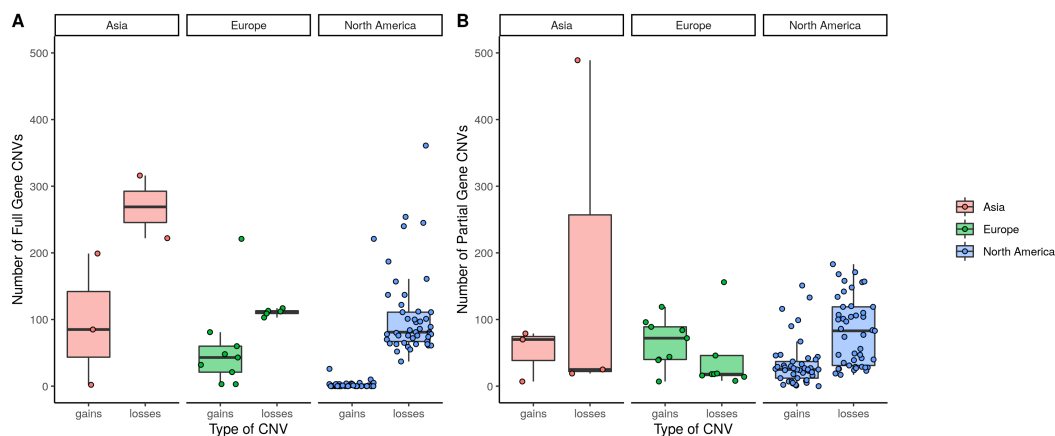 A
Asia
Europe
North America
Number of Full Gene CNVs
500
400
300
200
100
0
gains
losses
gains
losses
gains
losses
Type of CNV
B
Asia
Europe
North America
Number of Partial Gene CNVs
500
400
300
200
100
0
gains
losses
gains
losses
gains
losses
Type of CNV
Asia
Europe
North America